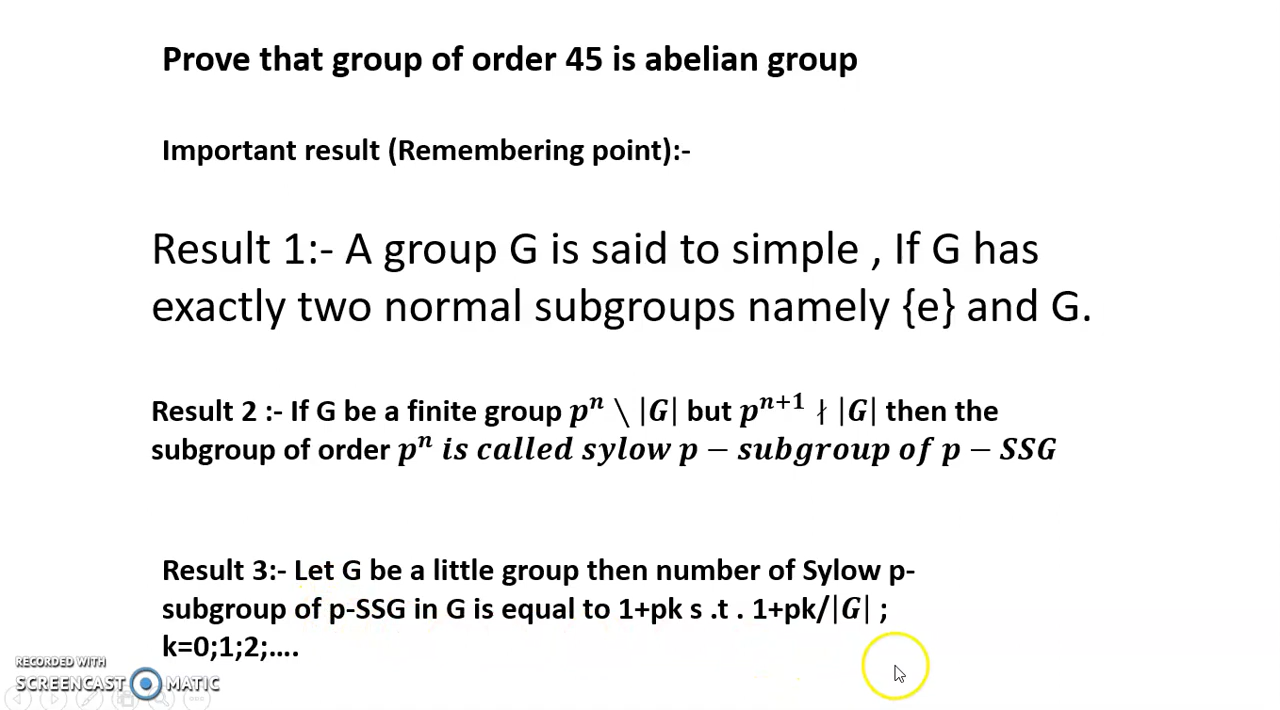 Prove that group of order 45 is abelian group
Important result (Remembering point):-
Result 1:- A group G is said to simple , If G has
exactly two normal subgroups namely {e} and G.
Result 2 :- If G be a finite group pⁿ \ |G| but pⁿ⁺¹ ∤ |G| then the
subgroup of order pⁿ is called sylow p − subgroup of p − SSG
Result 3:- Let G be a little group then number of Sylow p-
subgroup of p-SSG in G is equal to 1+pk s .t . 1+pk/|G| ;
k=0;1;2;....
RECORDED WITH
SCREENCAST MATIC